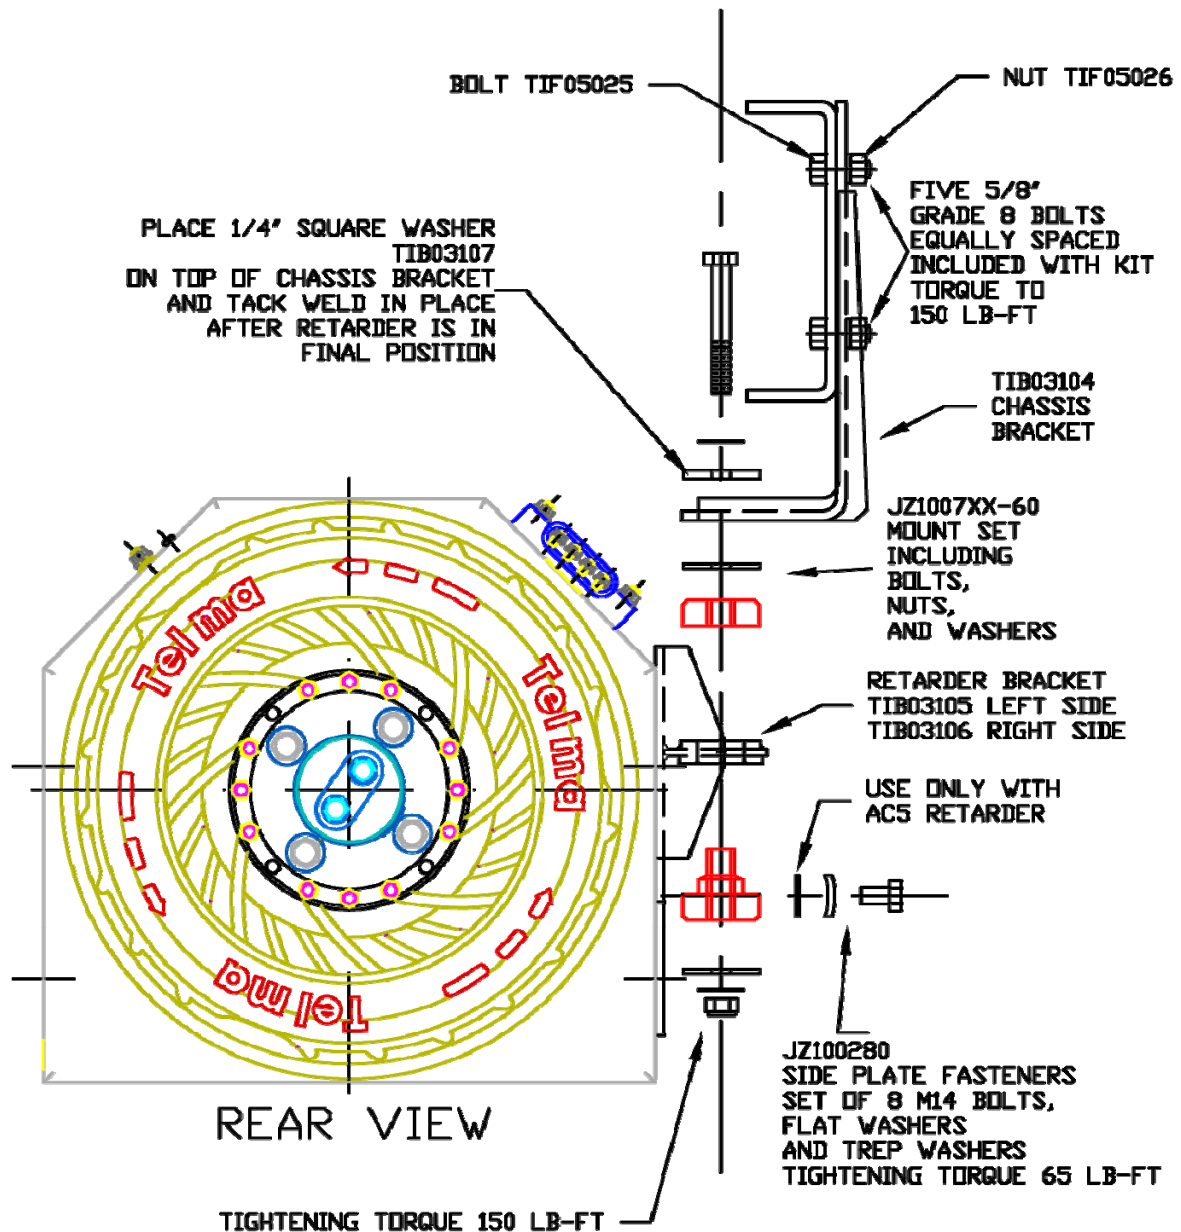 BOLT TIF05025
NUT TIF05026
FIVE 5/8"
GRADE 8 BOLTS
EQUALLY SPACED
INCLUDED WITH KIT
TORQUE TO
150 LB-FT
PLACE 1/4" SQUARE WASHER
TIB03107
ON TOP OF CHASSIS BRACKET
AND TACK WELD IN PLACE
AFTER RETARDER IS IN
FINAL POSITION
TIB03104
CHASSIS
BRACKET
JZ1007XX-60
MOUNT SET
INCLUDING
BOLTS,
NUTS,
AND WASHERS
Telma
Telma
Telma
RETARDER BRACKET
TIB03105 LEFT SIDE
TIB03106 RIGHT SIDE
USE ONLY WITH
AC5 RETARDER
JZ100280
SIDE PLATE FASTENERS
SET OF 8 M14 BOLTS,
FLAT WASHERS
AND TREP WASHERS
TIGHTENING TORQUE 65 LB-FT
REAR VIEW
TIGHTENING TORQUE 150 LB-FT